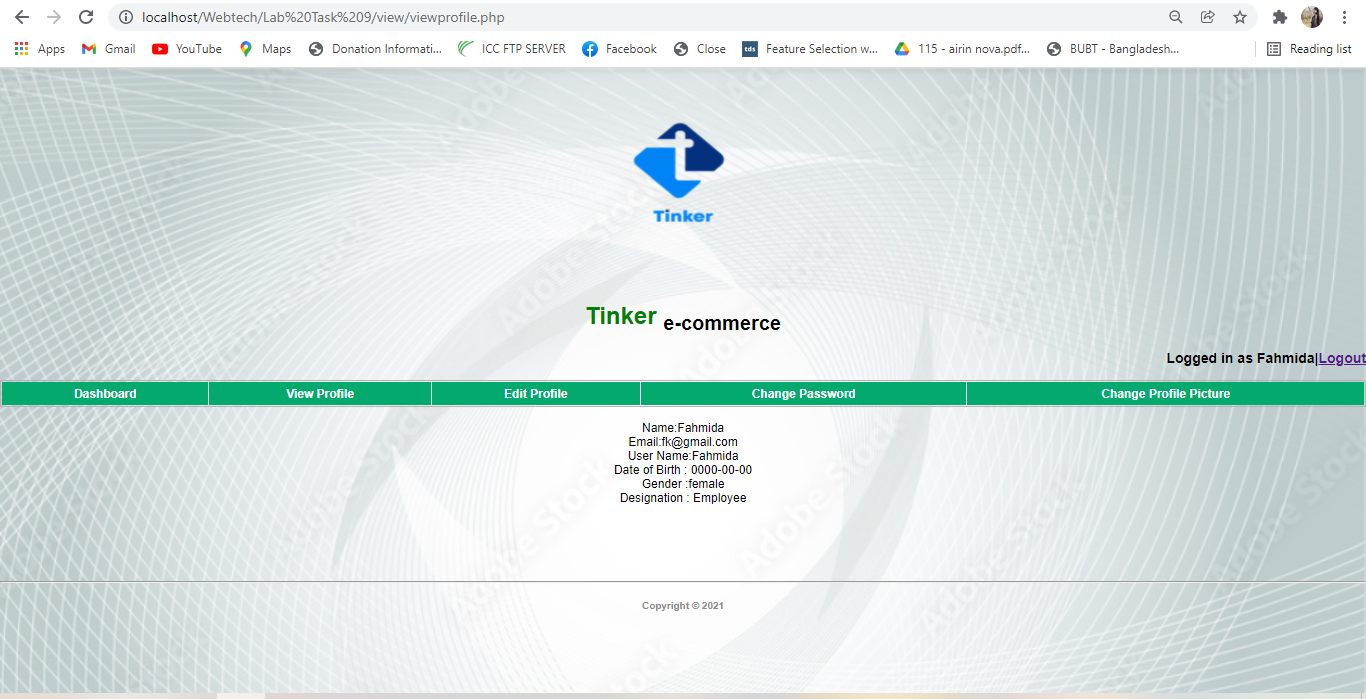 localhost/Webtech/Lab%20Task%209/view/viewprofile.php
Apps Gmail YouTube Maps Donation Informati... ICC FTP SERVER Facebook Close tds Feature Selection w... 115 - airin nova.pdf... BUBT - Bangladesh... Reading list
t
Tinker
Tinker e-commerce
Logged in as Fahmida|Logout
Dashboard View Profile Edit Profile Change Password Change Profile Picture
Name:Fahmida
Email:fk@gmail.com
User Name:Fahmida
Date of Birth : 0000-00-00
Gender :female
Designation : Employee
Copyright © 2021
Adobe Stock